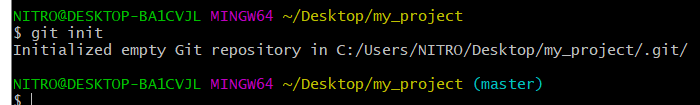 NITRO@DESKTOP-BA1CVJL MINGW64 ~/Desktop/my_project
$ git init
Initialized empty Git repository in C:/Users/NITRO/Desktop/my_project/.git/
NITRO@DESKTOP-BA1CVJL MINGW64 ~/Desktop/my_project (master)
$